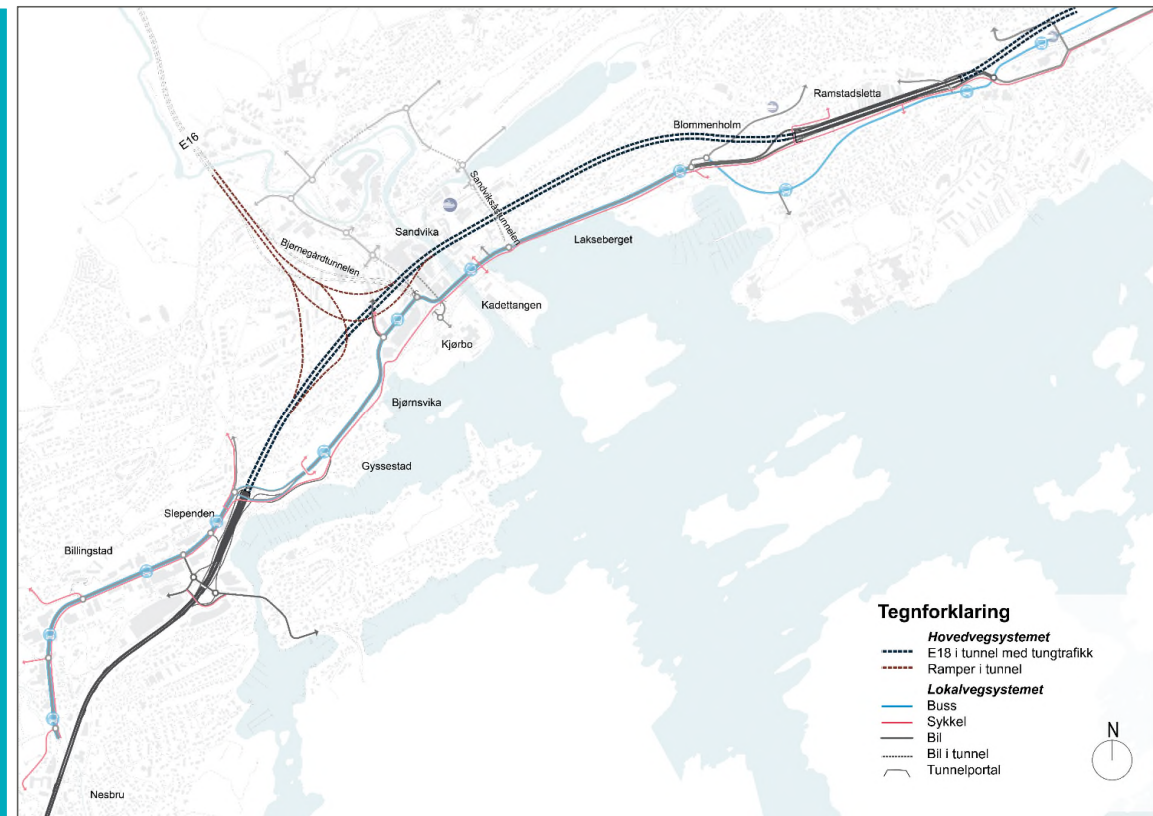 Ramstadsletta
Blommenholm
E16
Sandviksåstunnelen
Sandvika
Bjørnegårdtunnelen
Lakseberget
Kadettangen
Kjørbo
Bjørnsvika
Gyssestad
Slependen
Billingstad
Nesbru
Tegnforklaring
Hovedvegsystemet
E18 i tunnel med tungtrafikk
Ramper i tunnel
Lokalvegsystemet
Buss
Sykkel
Bil
Bil i tunnel
Tunnelportal
N